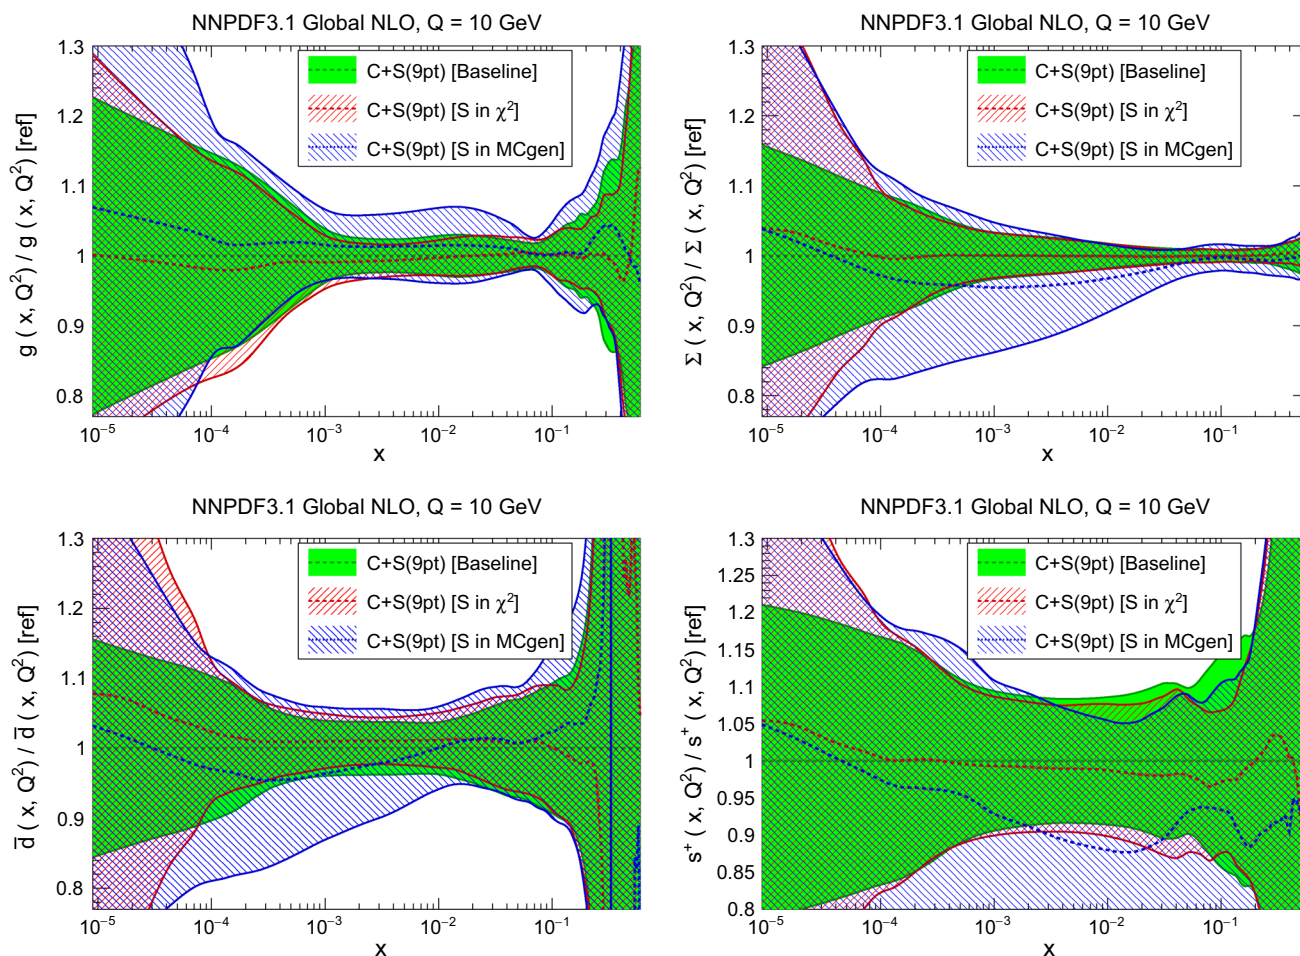 NNPDF3.1 Global NLO, Q = 10 GeV
g ( x, Q²) / g ( x, Q²) [ref]
1.3
1.2
1.1
1
0.9
0.8
C+S(9pt) [Baseline]
C+S(9pt) [S in χ²]
C+S(9pt) [S in MCgen]
10⁻⁵ 10⁻⁴ 10⁻³ 10⁻² 10⁻¹
x
NNPDF3.1 Global NLO, Q = 10 GeV
Σ ( x, Q²) / Σ ( x, Q²) [ref]
1.3
1.2
1.1
1
0.9
0.8
C+S(9pt) [Baseline]
C+S(9pt) [S in χ²]
C+S(9pt) [S in MCgen]
10⁻⁵ 10⁻⁴ 10⁻³ 10⁻² 10⁻¹
x
NNPDF3.1 Global NLO, Q = 10 GeV
d̅ ( x, Q²) / d̅ ( x, Q²) [ref]
1.3
1.2
1.1
1
0.9
0.8
C+S(9pt) [Baseline]
C+S(9pt) [S in χ²]
C+S(9pt) [S in MCgen]
10⁻⁵ 10⁻⁴ 10⁻³ 10⁻² 10⁻¹
x
NNPDF3.1 Global NLO, Q = 10 GeV
s⁺ ( x, Q²) / s⁺ ( x, Q²) [ref]
1.3
1.25
1.2
1.15
1.1
1.05
1
0.95
0.9
0.85
0.8
C+S(9pt) [Baseline]
C+S(9pt) [S in χ²]
C+S(9pt) [S in MCgen]
10⁻⁵ 10⁻⁴ 10⁻³ 10⁻² 10⁻¹
x